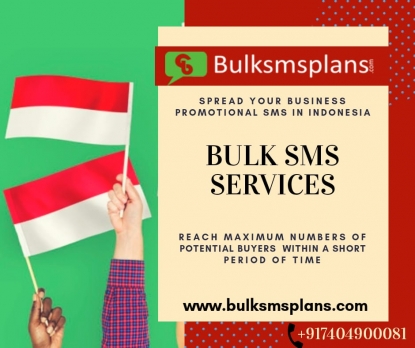 Bulksmsplans.com
SPREAD YOUR BUSINESS
PROMOTIONAL SMS IN INDONESIA
BULK SMS
SERVICES
REACH MAXIMUM NUMBERS OF
POTENTIAL BUYERS WITHIN A SHORT
PERIOD OF TIME
www.bulksmsplans.com
+917404900081